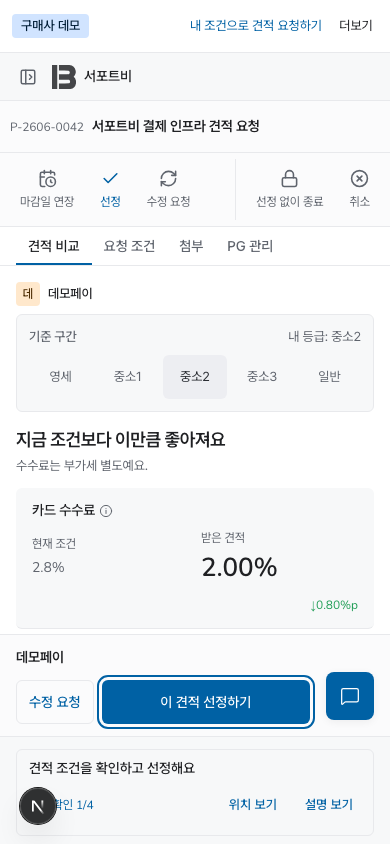 구매사 데모 내 조건으로 견적 요청하기 더보기
서포트비
P-2606-0042 서포트비 결제 인프라 견적 요청
마감일 연장 선정 수정 요청 선정 없이 종료 취소
견적 비교 요청 조건 첨부 PG 관리
데 데모페이
기준 구간 내 등급: 중소2
영세 중소1 중소2 중소3 일반
지금 조건보다 이만큼 좋아져요
수수료는 부가세 별도예요.
카드 수수료
현재 조건 받은 견적
2.8% 2.00%
↓0.80%p
데모페이
수정 요청 이 견적 선정하기
견적 조건을 확인하고 선정해요
N 확인 1/4 위치 보기 설명 보기